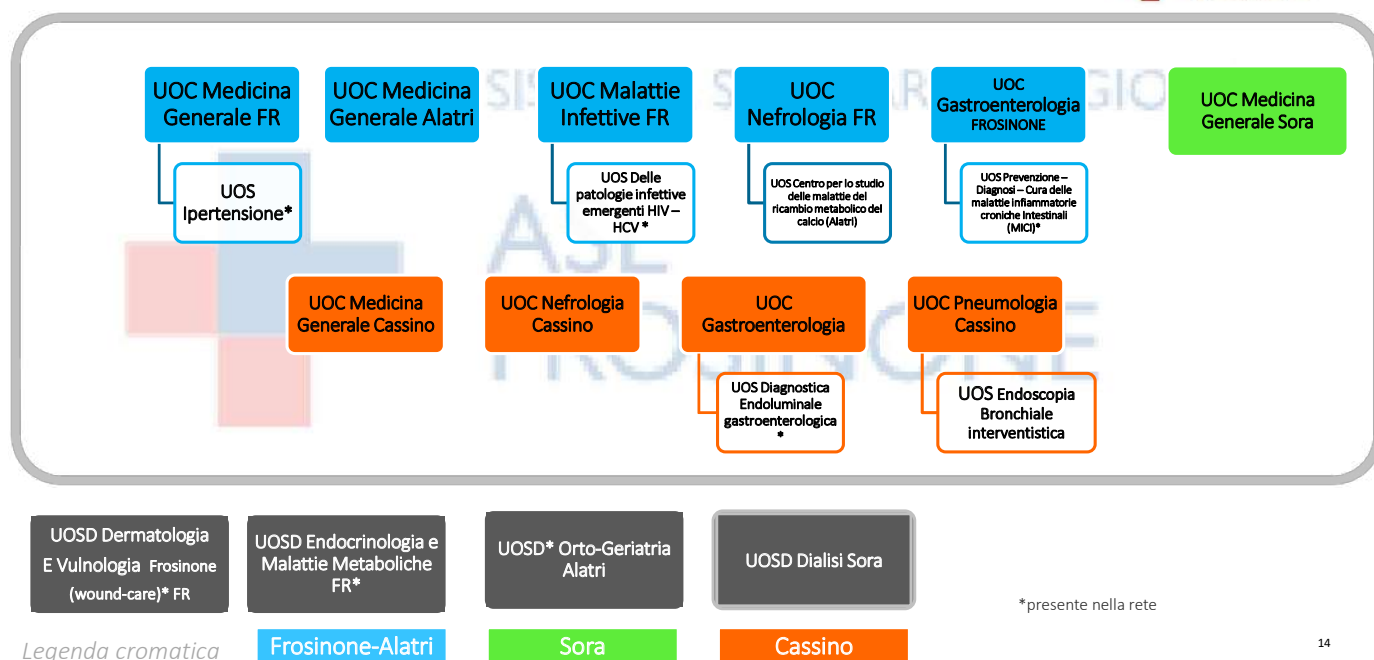 UOC Medicina
Generale FR
UOC Medicina
Generale Alatri
UOC Malattie
Infettive FR
UOC
Nefrologia FR
UOC
Gastroenterologia
FROSINONE
UOC Medicina
Generale Sora
UOS
Ipertensione*
UOS Delle
patologie infettive
emergenti HIV –
HCV *
UOS Centro per lo studio
delle malattie del
ricambio metabolico del
calcio (Alatri)
UOS Prevenzione –
Diagnosi – Cura delle
malattie infiammatorie
croniche Intestinali
(MICI)*
ASL
FROSINONE
UOC Medicina
Generale Cassino
UOC Nefrologia
Cassino
UOC
Gastroenterologia
UOC Pneumologia
Cassino
UOS Diagnostica
Endoluminale
gastroenterologica
*
UOS Endoscopia
Bronchiale
interventistica
UOSD Dermatologia
E Vulnologia Frosinone
(wound-care)* FR
UOSD Endocrinologia e
Malattie Metaboliche
FR*
UOSD* Orto-Geriatria
Alatri
UOSD Dialisi Sora
*presente nella rete
Legenda cromatica
Frosinone-Alatri
Sora
Cassino
14